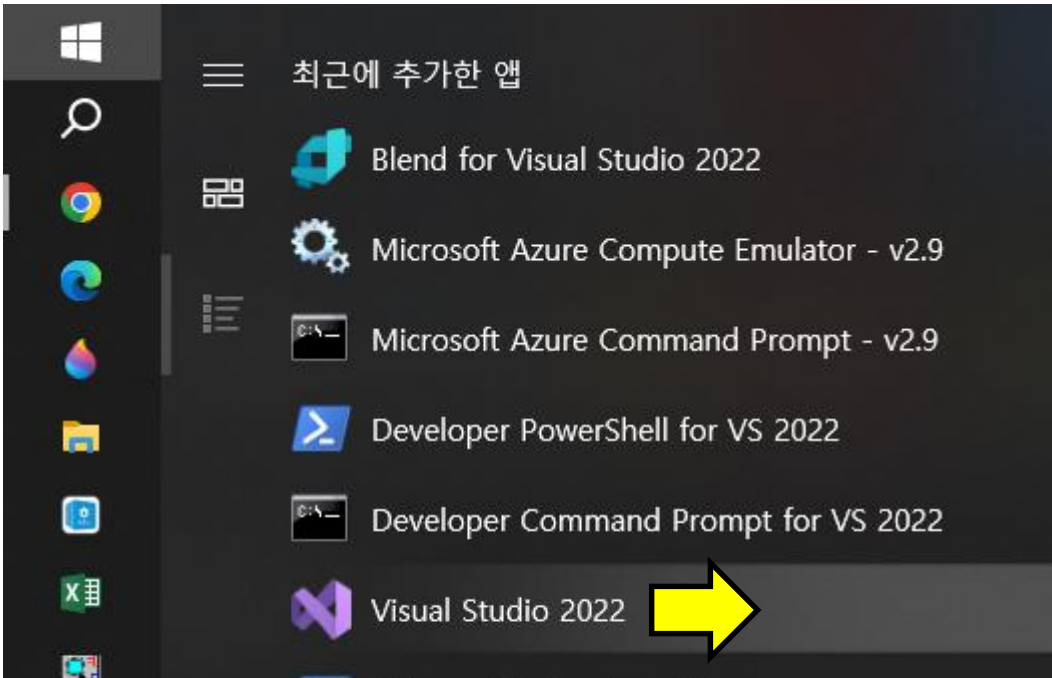 최근에 추가한 앱
Blend for Visual Studio 2022
Microsoft Azure Compute Emulator - v2.9
Microsoft Azure Command Prompt - v2.9
Developer PowerShell for VS 2022
Developer Command Prompt for VS 2022
Visual Studio 2022